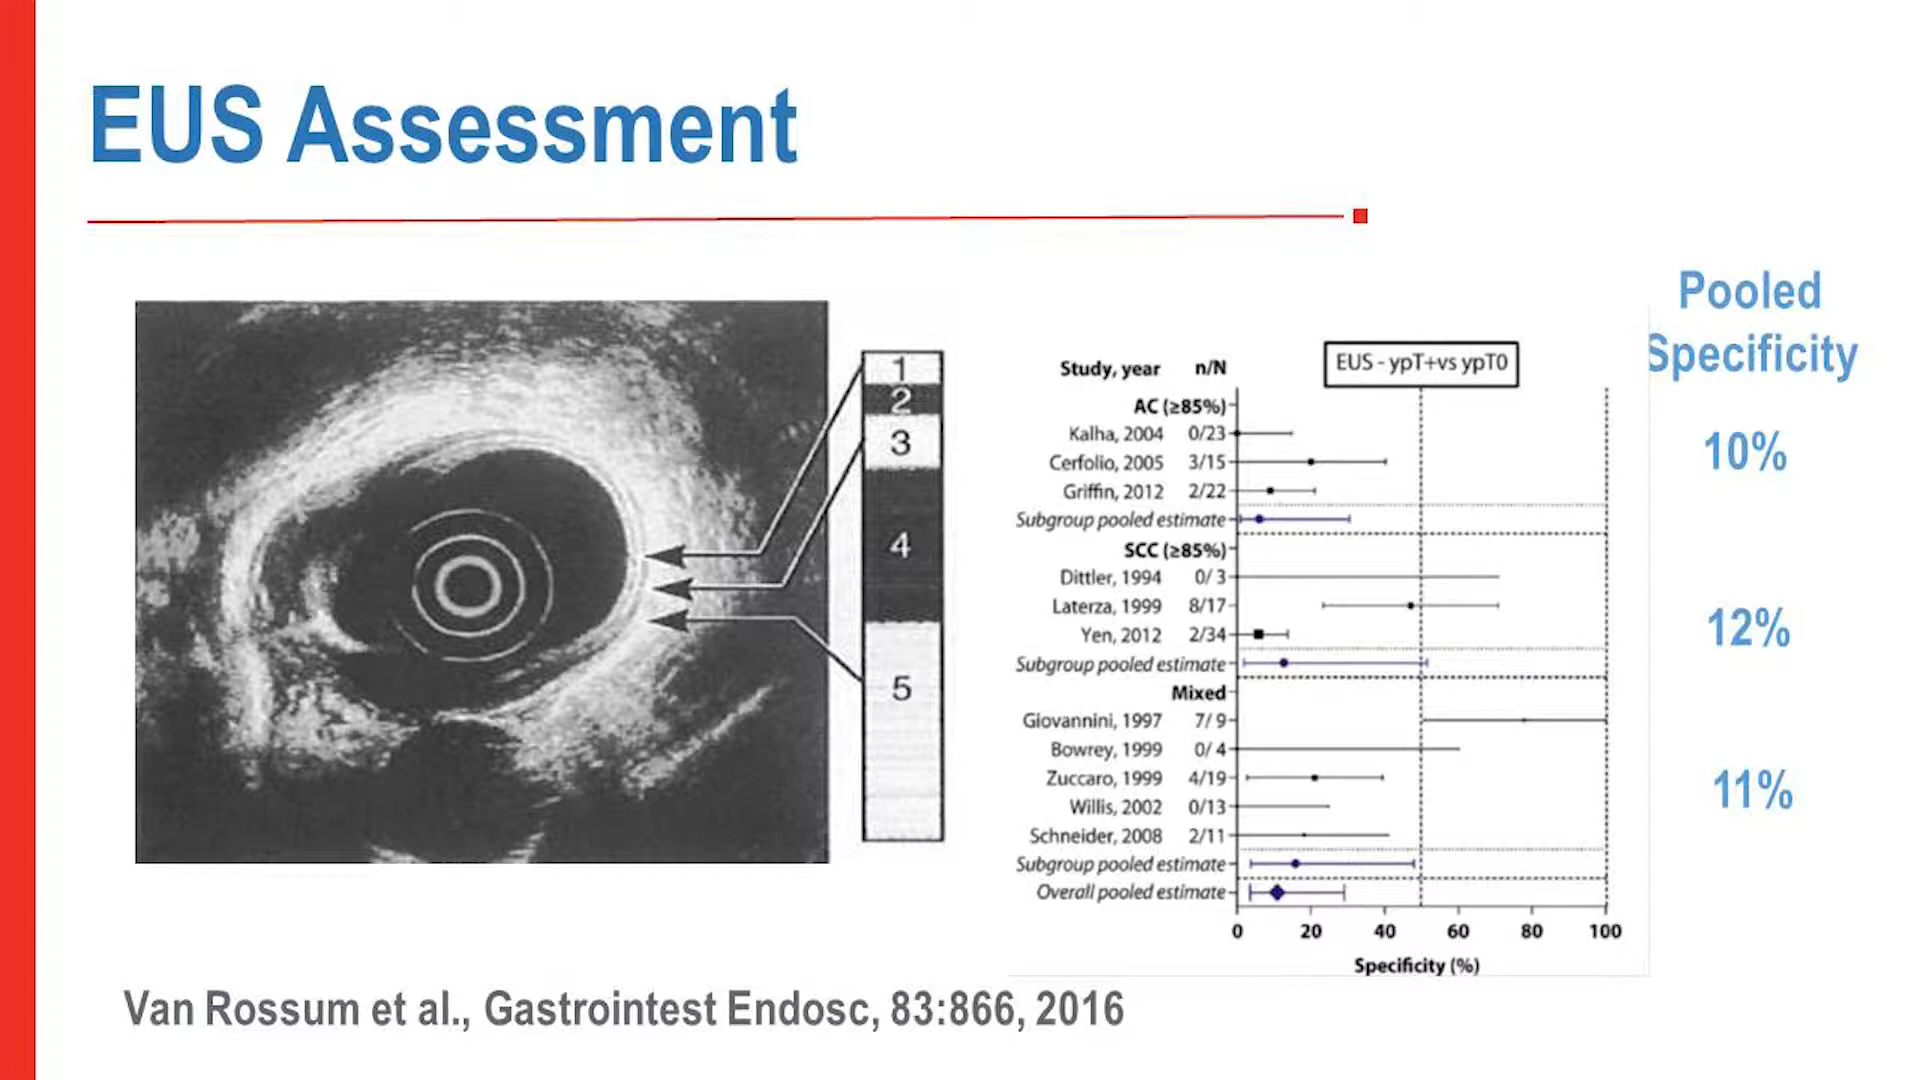 EUS Assessment
1
2
3
4
5
Study, year n/N
EUS - ypT+vs ypT0
AC (≥85%)
Kalha, 2004 0/23
Cerfolio, 2005 3/15
Griffin, 2012 2/22
Subgroup pooled estimate
SCC (≥85%)
Dittler, 1994 0/ 3
Laterza, 1999 8/17
Yen, 2012 2/34
Subgroup pooled estimate
Mixed
Giovannini, 1997 7/ 9
Bowrey, 1999 0/ 4
Zuccaro, 1999 4/19
Willis, 2002 0/13
Schneider, 2008 2/11
Subgroup pooled estimate
Overall pooled estimate
0 20 40 60 80 100
Specificity (%)
Pooled
Specificity
10%
12%
11%
Van Rossum et al., Gastrointest Endosc, 83:866, 2016